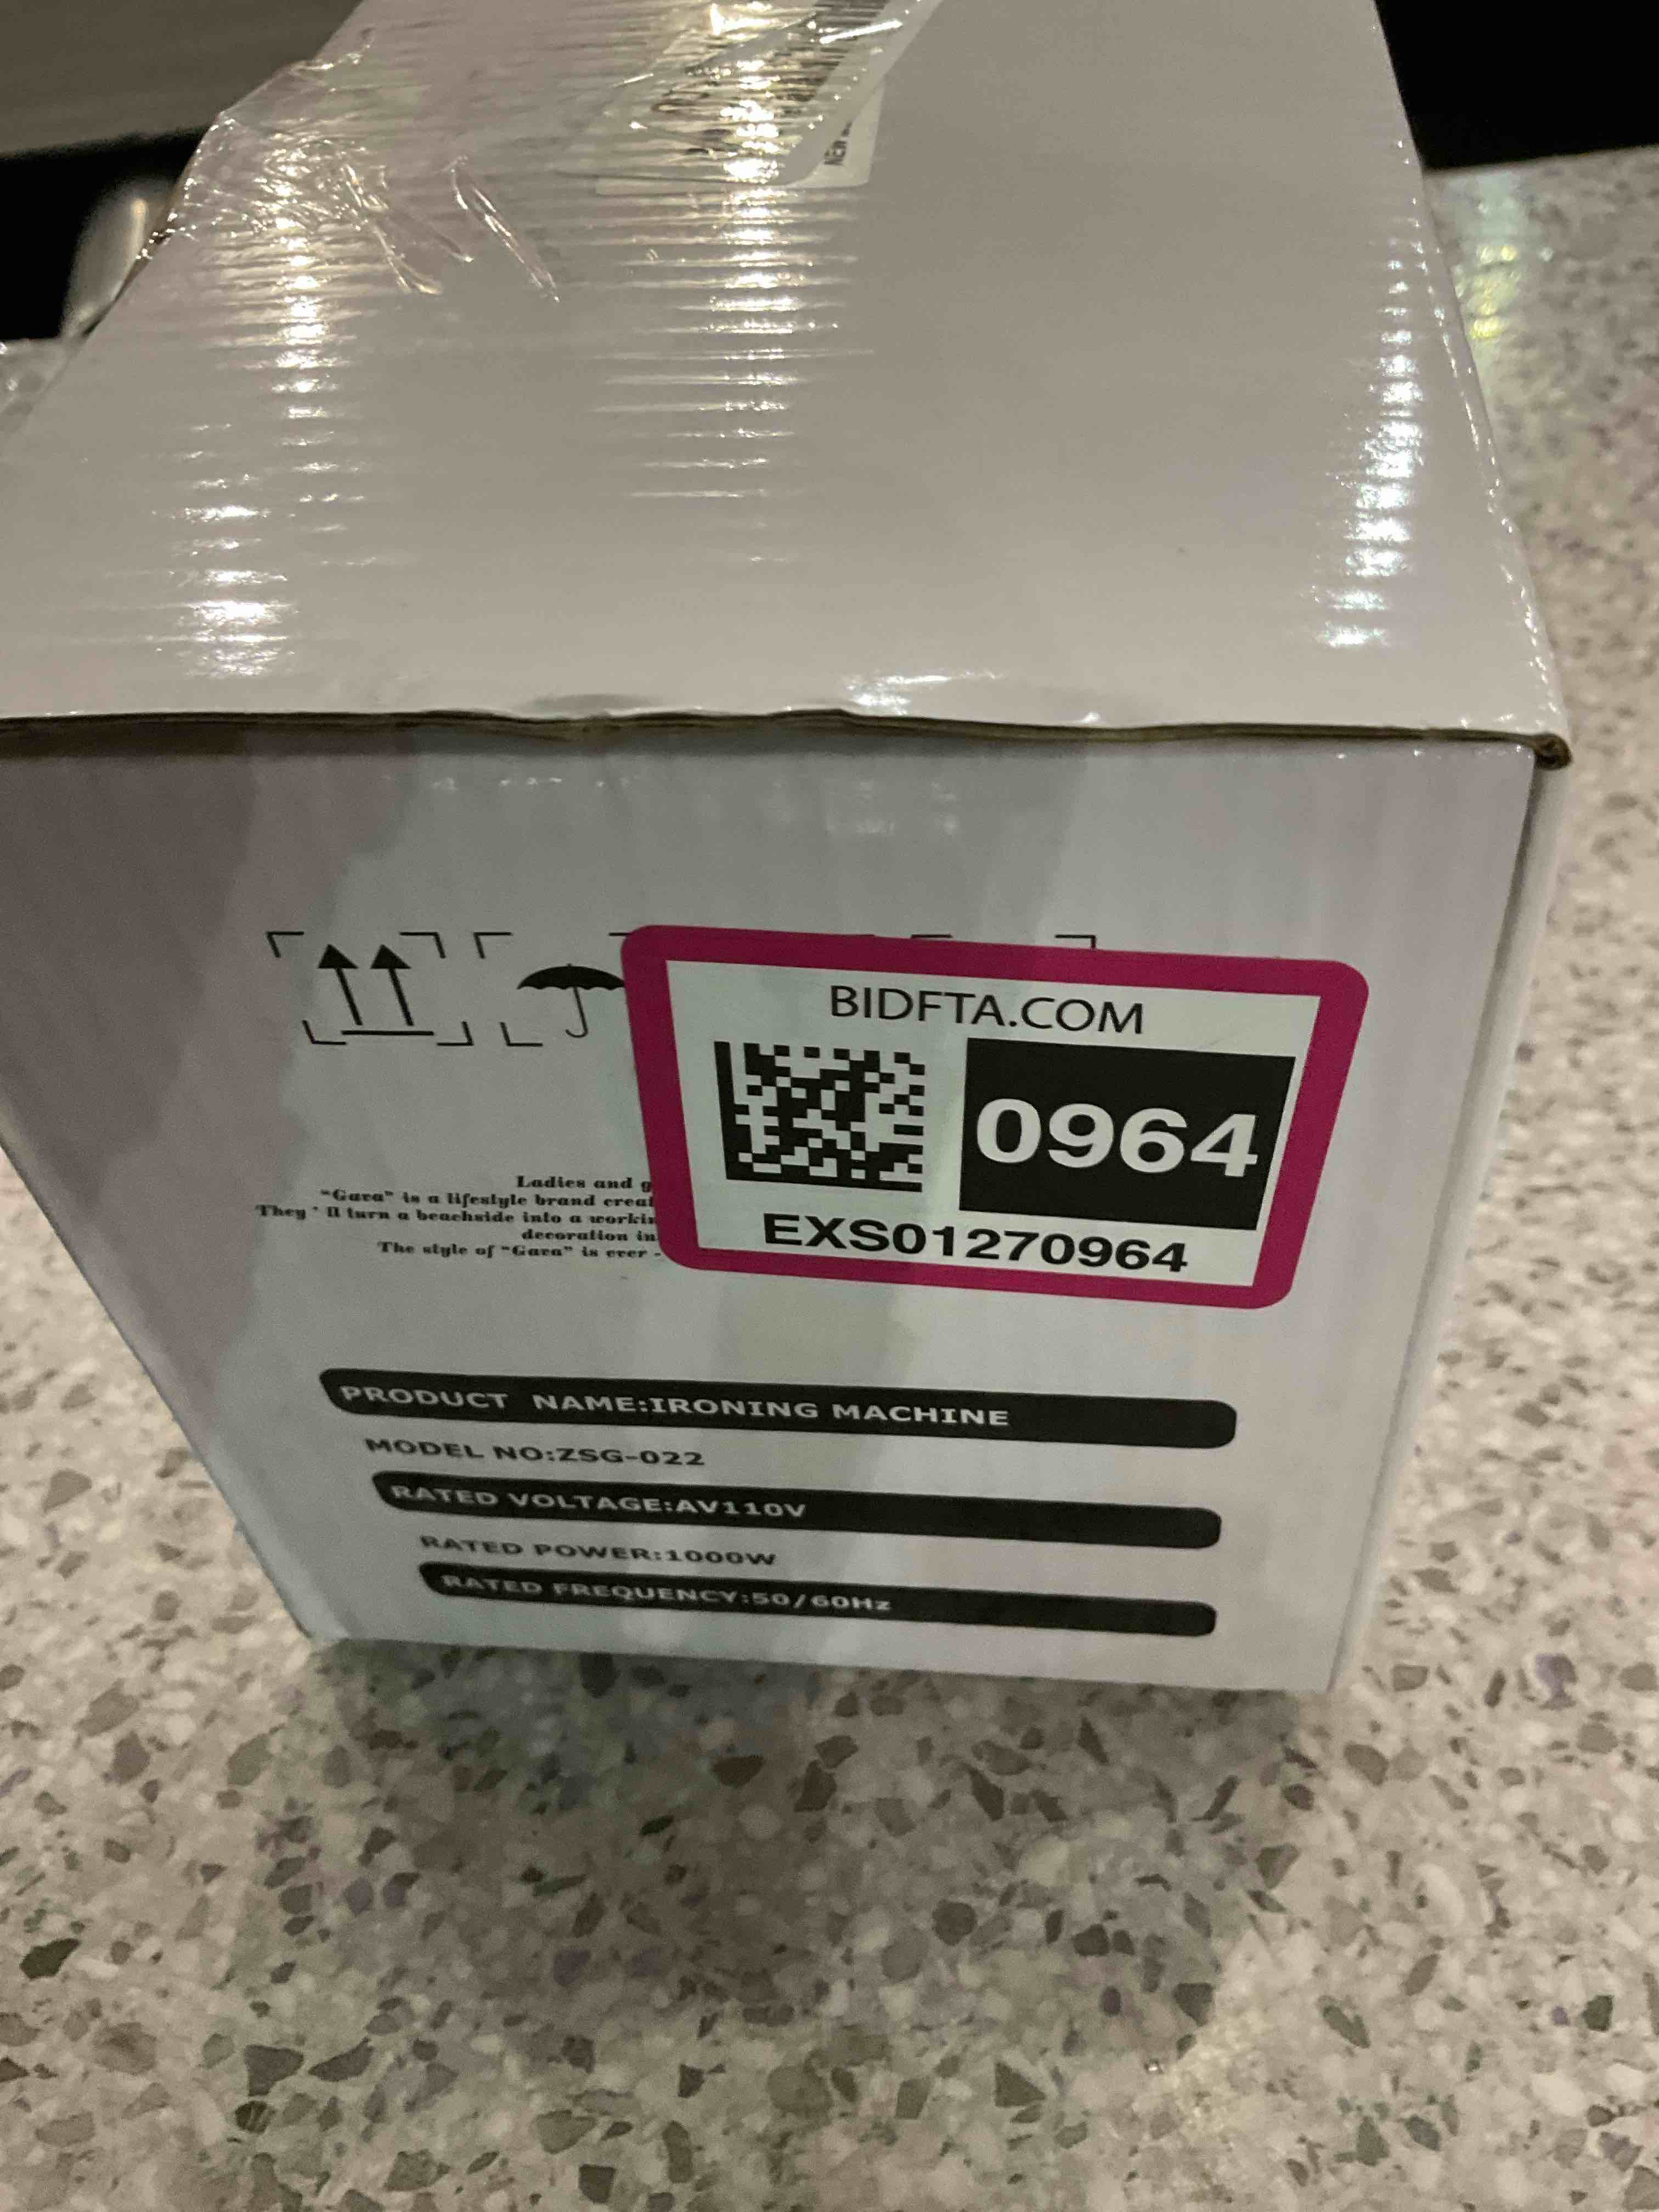 NEW
BIDFTA.COM
0964
EXS01270964
Ladies and g
"Gava" is a lifestyle brand creat
They'll turn a beachside into a workin
decoration in
The style of "Gava" is ever -
PRODUCT NAME:IRONING MACHINE
MODEL NO:ZSG-022
RATED VOLTAGE:AV110V
RATED POWER:1000W
RATED FREQUENCY:50/60Hz